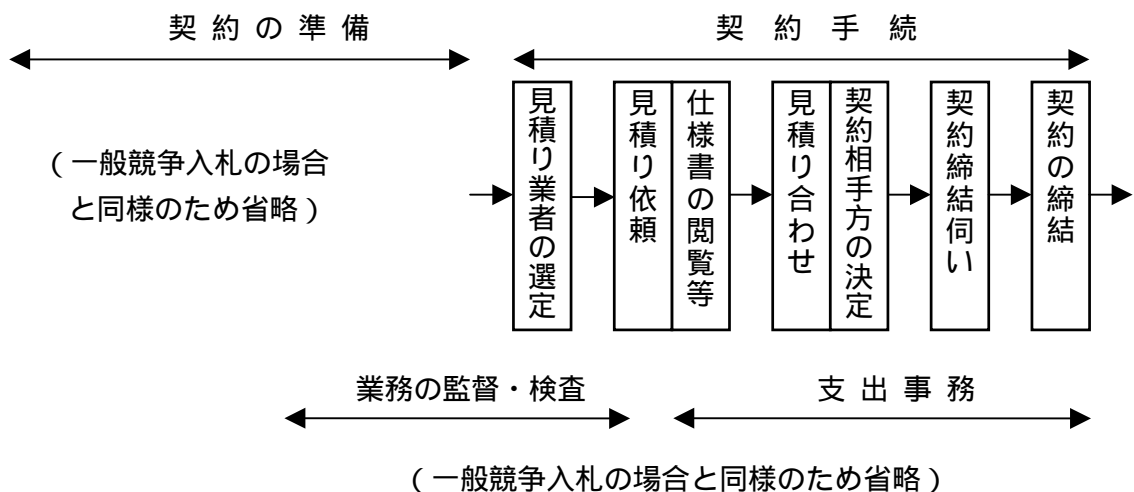 契約の準備
契約手続
(一般競争入札の場合
と同様のため省略)
見積り業者の選定
見積り依頼
仕様書の閲覧等
見積り合わせ
契約相手方の決定
契約締結伺い
契約の締結
業務の監督・検査
支出事務
(一般競争入札の場合と同様のため省略)